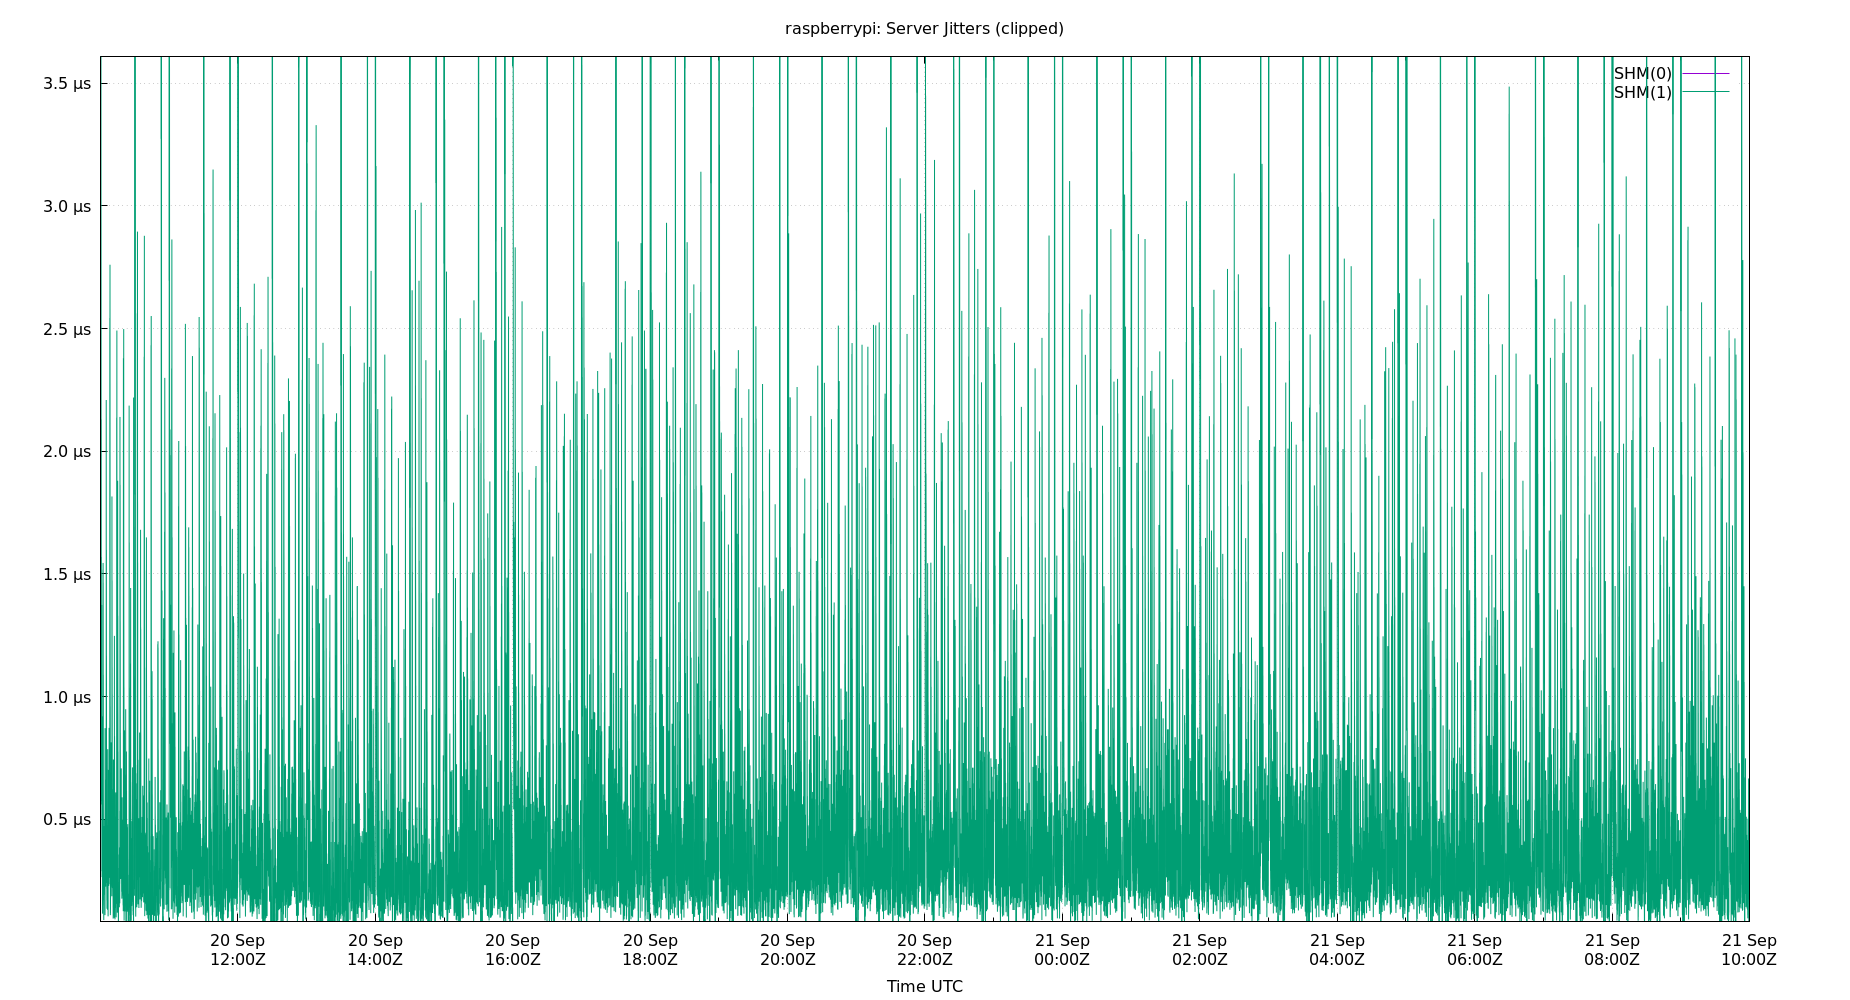 raspberrypi: Server Jitters (clipped)
SHM(0)
SHM(1)
3.5 µs
3.0 µs
2.5 µs
2.0 µs
1.5 µs
1.0 µs
0.5 µs
20 Sep 20 Sep 20 Sep 20 Sep 20 Sep 20 Sep 21 Sep 21 Sep 21 Sep 21 Sep 21 Sep 21 Sep
12:00Z 14:00Z 16:00Z 18:00Z 20:00Z 22:00Z 00:00Z 02:00Z 04:00Z 06:00Z 08:00Z 10:00Z
Time UTC